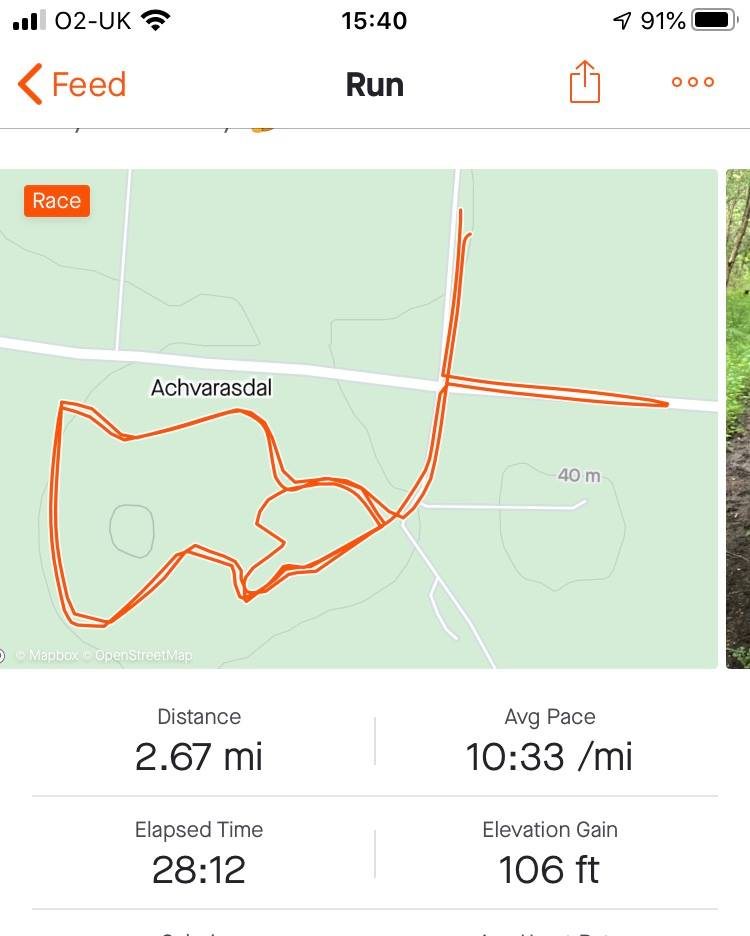 O2-UK 15:40 91%
Feed Run
Race
Achvarasdal
40 m
© Mapbox © OpenStreetMap
Distance Avg Pace
2.67 mi 10:33 /mi
Elapsed Time Elevation Gain
28:12 106 ft